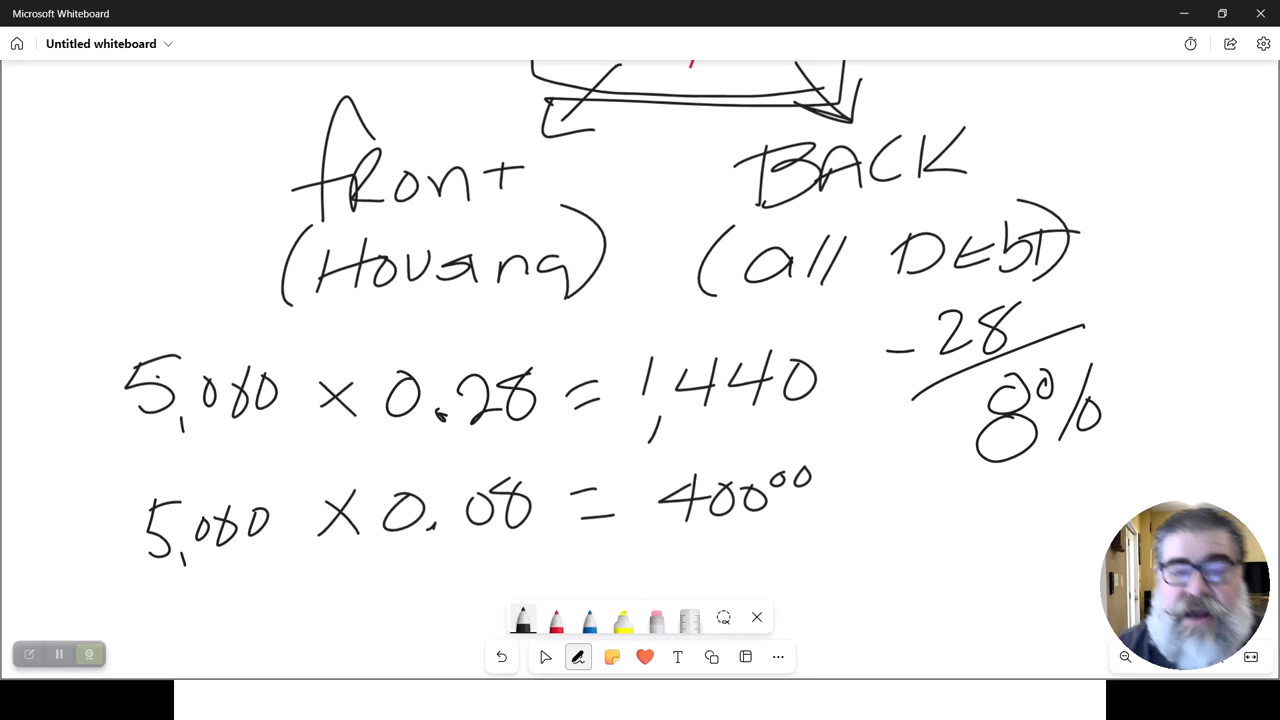 Microsoft Whiteboard
Untitled whiteboard
front
BACK
(Housing)
(all DEbD)
- 28
8%
5,000 x 0.28 = 1,440
5,000 x 0.08 = 400 00
T